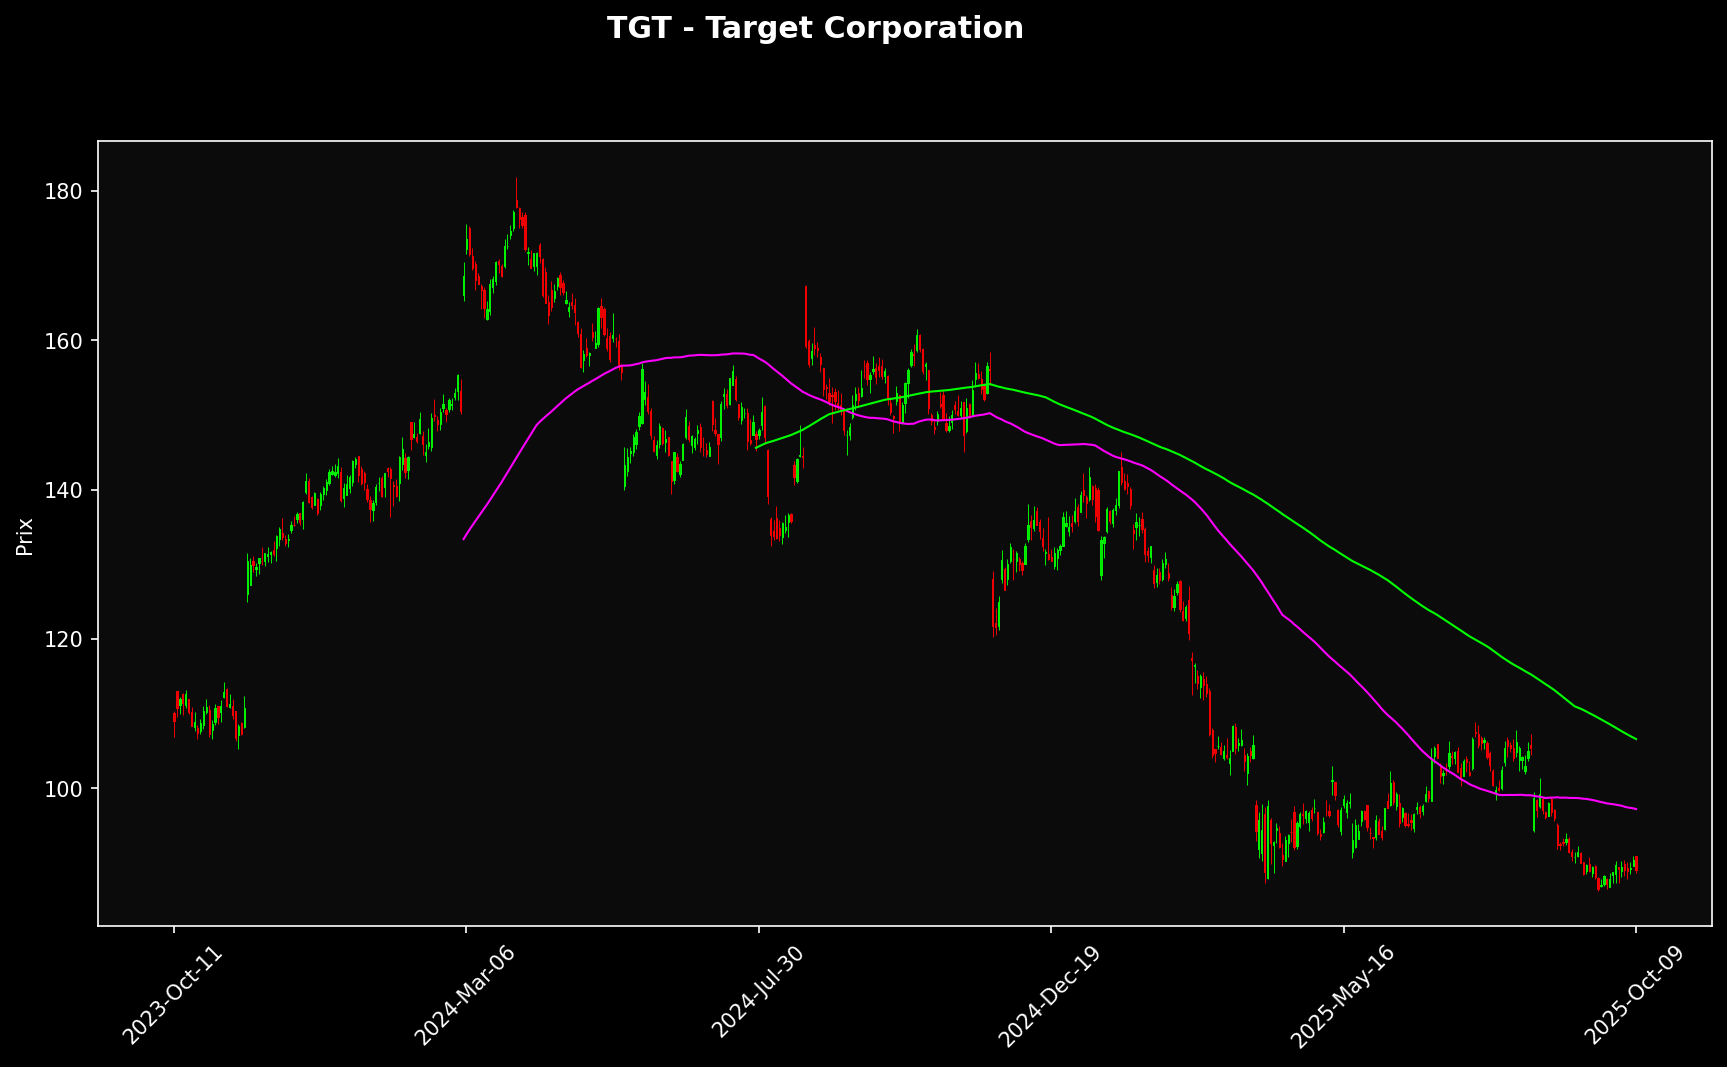 TGT - Target Corporation
Prix
180
160
140
120
100
2023-Oct-11
2024-Mar-06
2024-Jul-30
2024-Dec-19
2025-May-16
2025-Oct-09